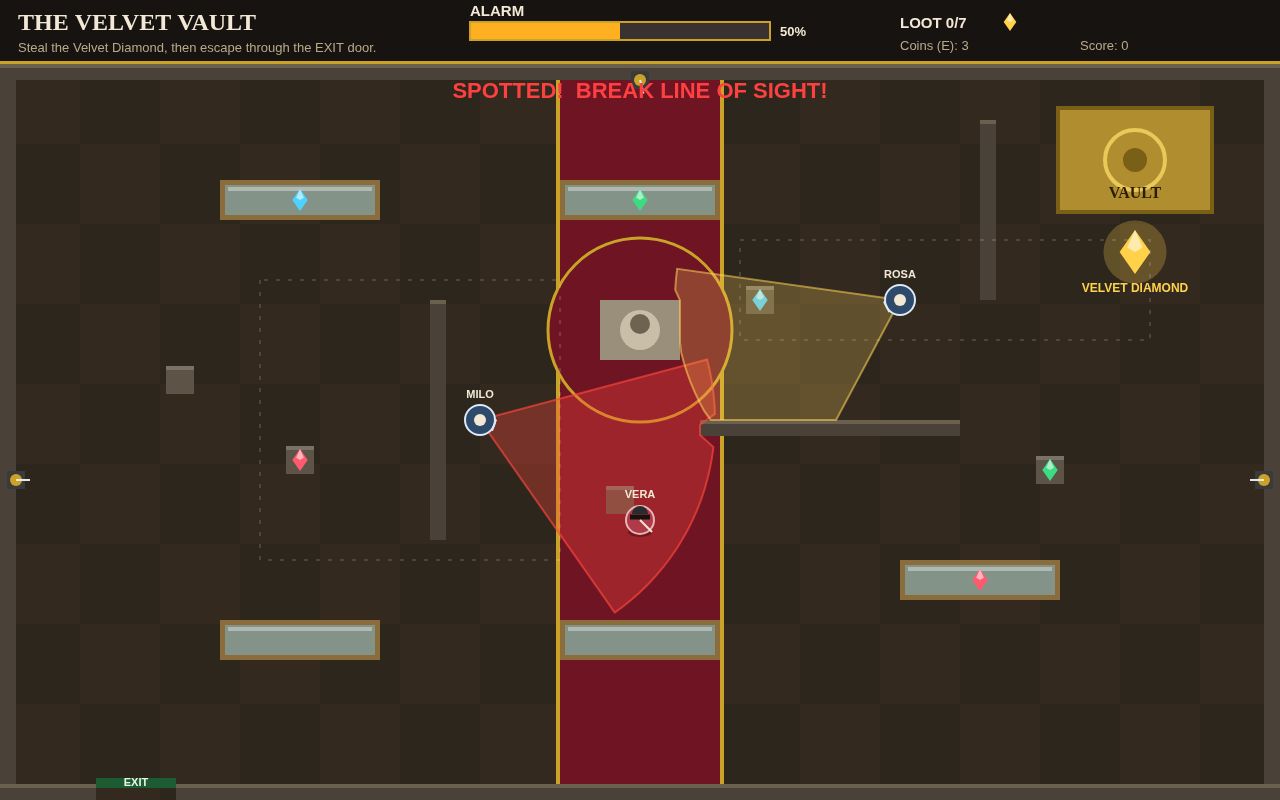 THE VELVET VAULT
Steal the Velvet Diamond, then escape through the EXIT door.
ALARM
50%
LOOT 0/7
Coins (E): 3
Score: 0
SPOTTED! BREAK LINE OF SIGHT!
VAULT
ROSA
VELVET DIAMOND
MILO
VERA
EXIT